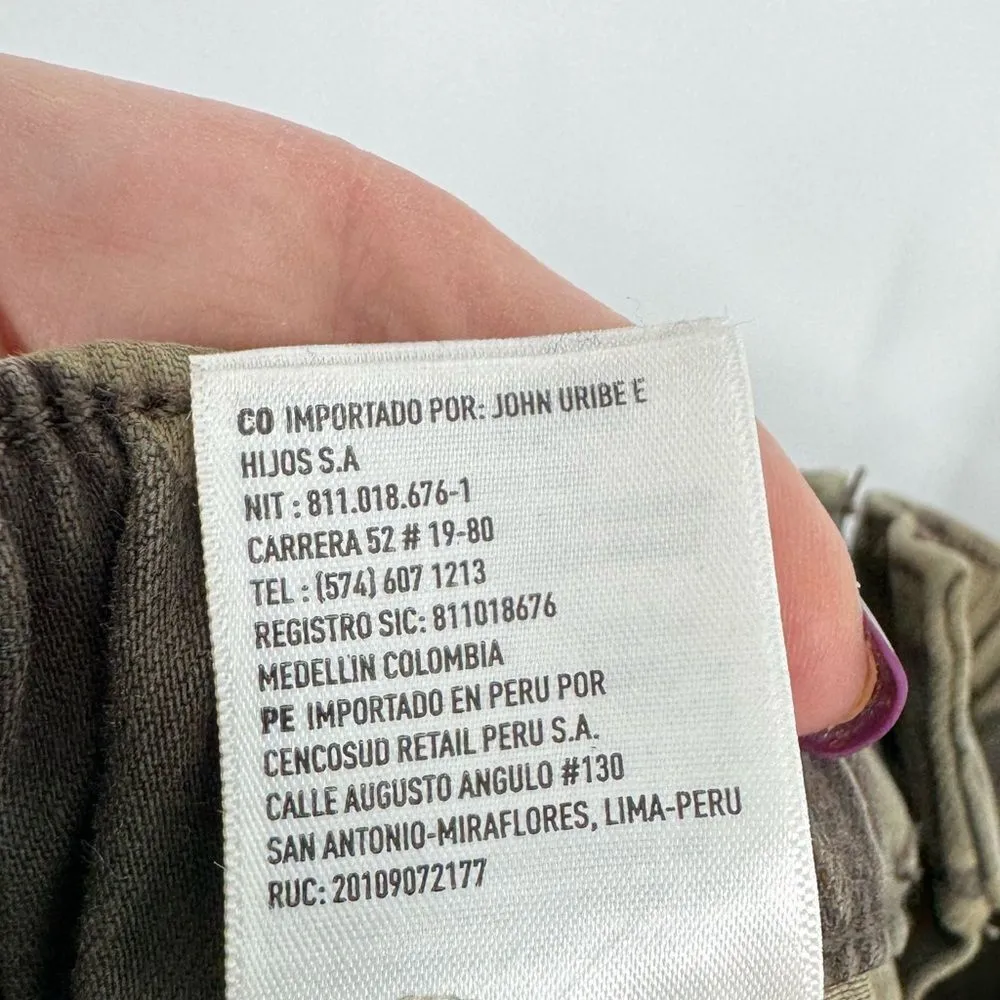 CO IMPORTADO POR: JOHN URIBE E
HIJOS S.A
NIT : 811.018.676-1
CARRERA 52 # 19-80
TEL : (574) 607 1213
REGISTRO SIC: 811018676
MEDELLIN COLOMBIA
PE IMPORTADO EN PERU POR
CENCOSUD RETAIL PERU S.A.
CALLE AUGUSTO ANGULO #130
SAN ANTONIO-MIRAFLORES, LIMA-PERU
RUC: 20109072177